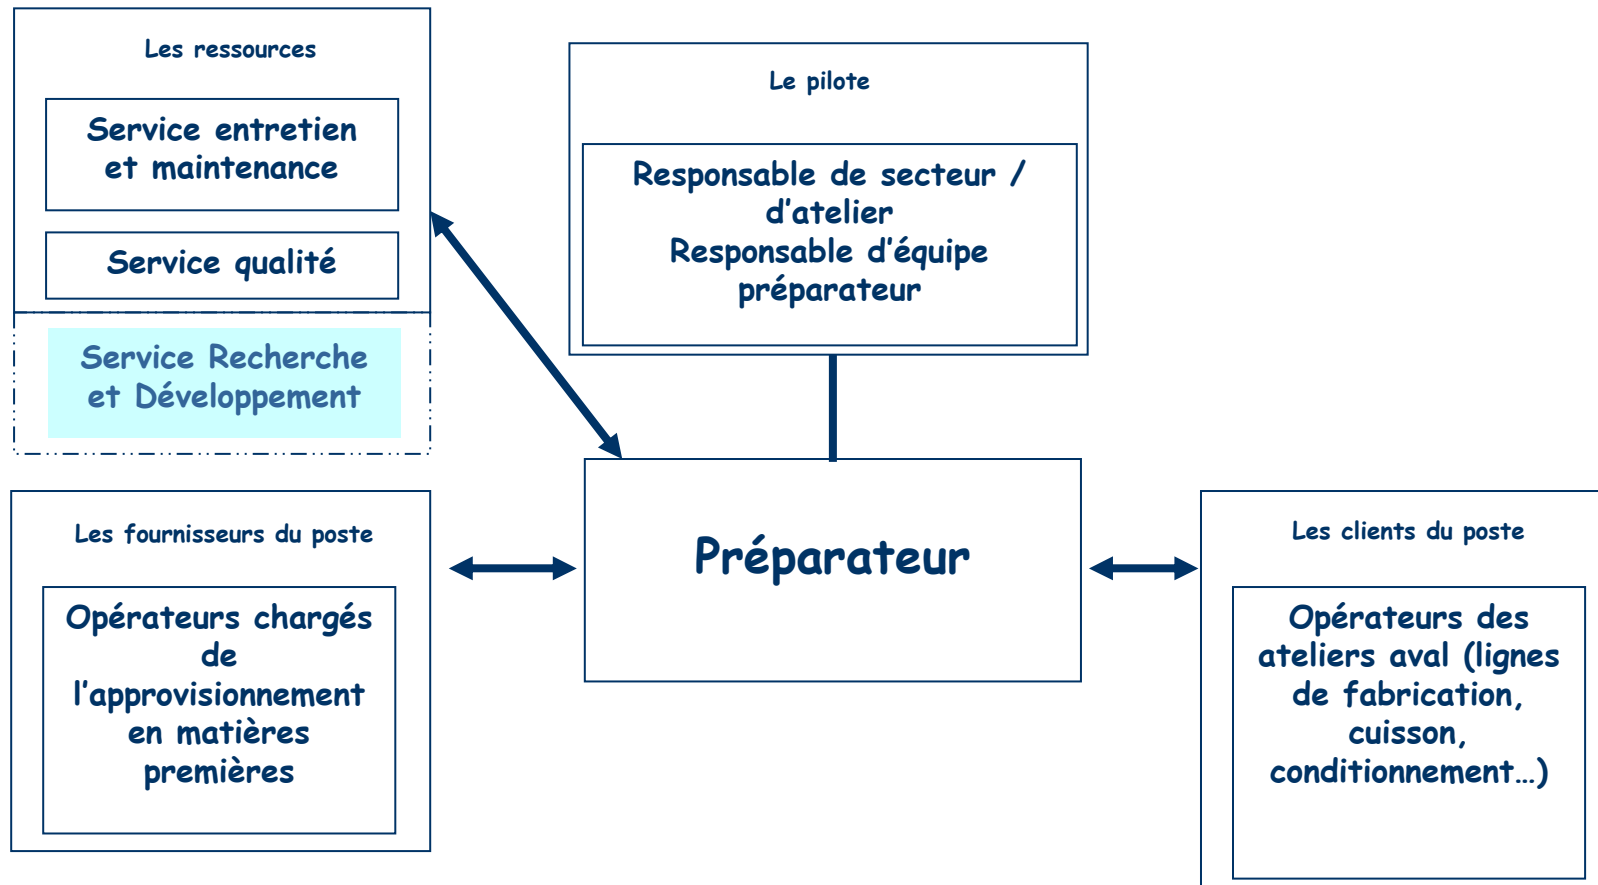 Les ressources
Service entretien
et maintenance
Service qualité
Service Recherche
et Développement
Le pilote
Responsable de secteur /
d'atelier
Responsable d'équipe
préparateur
Les fournisseurs du poste
Opérateurs chargés
de
l'approvisionnement
en matières
premières
Préparateur
Les clients du poste
Opérateurs des
ateliers aval (lignes
de fabrication,
cuisson,
conditionnement…)